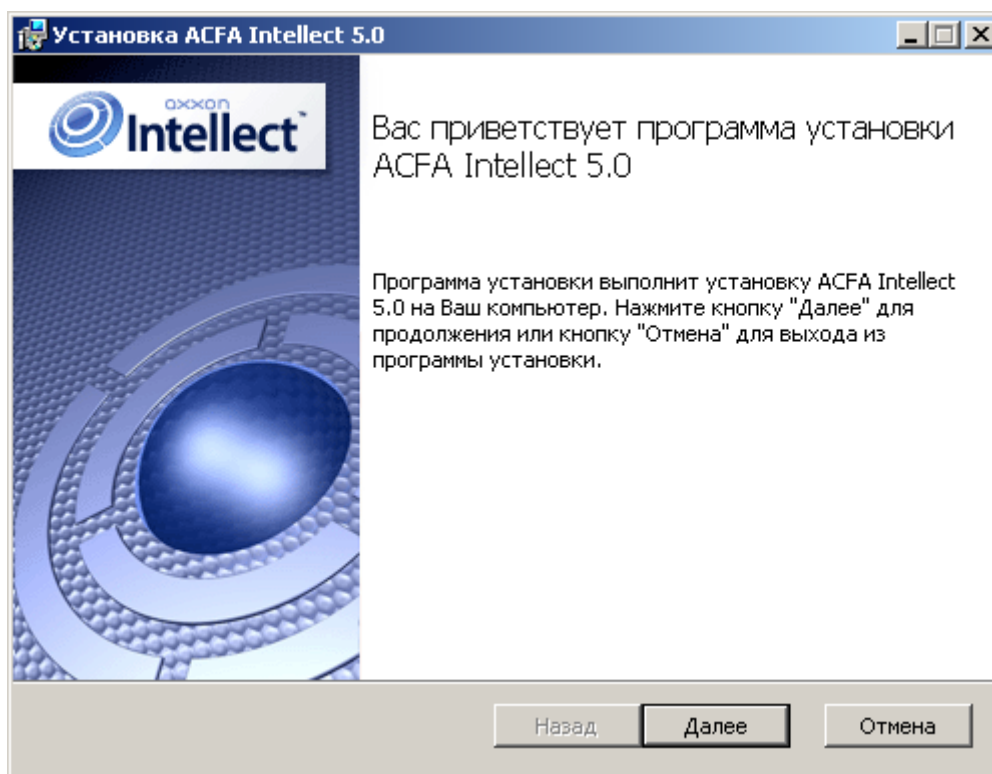 Установка ACFA Intellect 5.0
axxon
Intellect™
Вас приветствует программа установки
ACFA Intellect 5.0
Программа установки выполнит установку ACFA Intellect
5.0 на Ваш компьютер. Нажмите кнопку "Далее" для
продолжения или кнопку "Отмена" для выхода из
программы установки.
Назад
Далее
Отмена